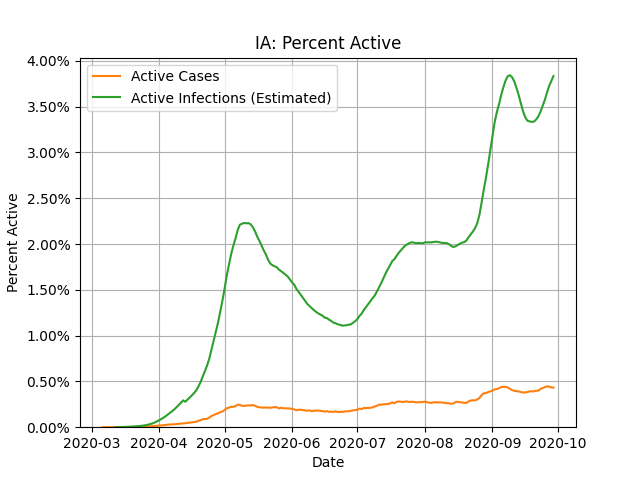 IA: Percent Active
Active Cases
Active Infections (Estimated)
Percent Active
4.00%
3.50%
3.00%
2.50%
2.00%
1.50%
1.00%
0.50%
0.00%
2020-03 2020-04 2020-05 2020-06 2020-07 2020-08 2020-09 2020-10
Date